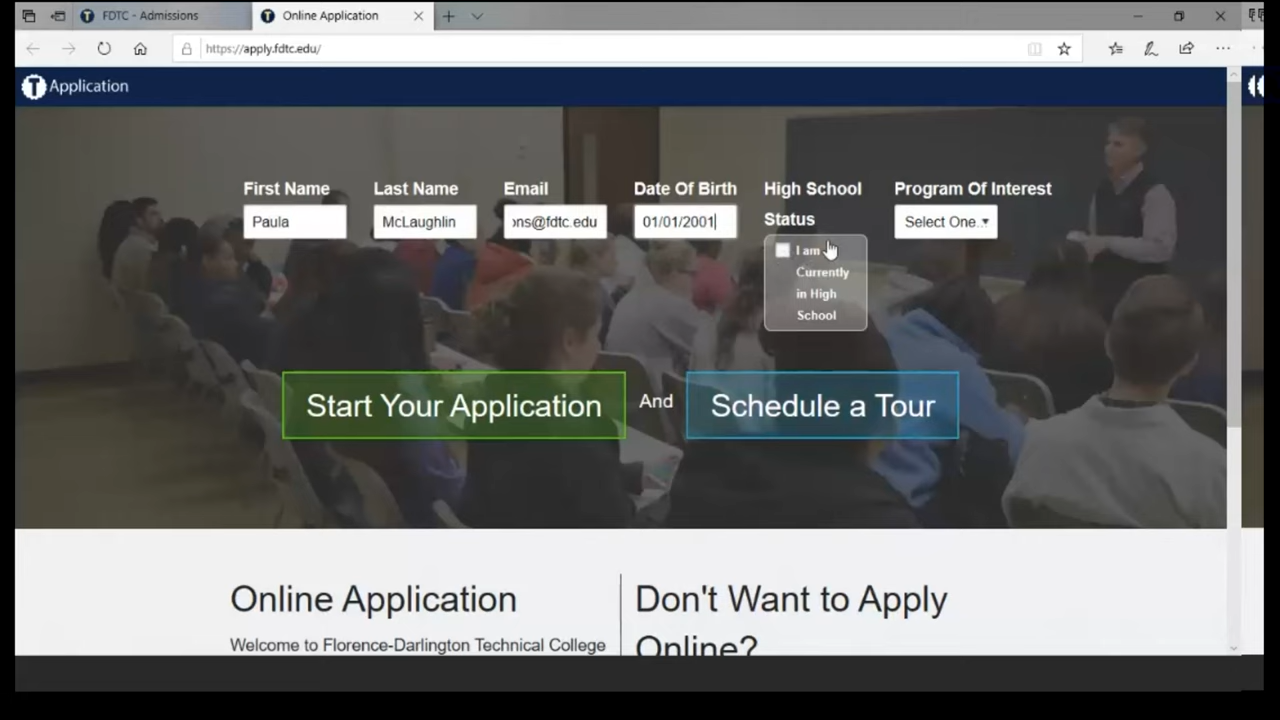 FDTC - Admissions
Online Application
https://apply.fdtc.edu/
T Application
First Name
Last Name
Email
Date Of Birth
High School
Status
Program Of Interest
Paula
McLaughlin
ons@fdtc.edu
01/01/2001
Select One...
I am
Currently
in High
School
Start Your Application
And
Schedule a Tour
Online Application
Welcome to Florence-Darlington Technical College
Don't Want to Apply
Online?